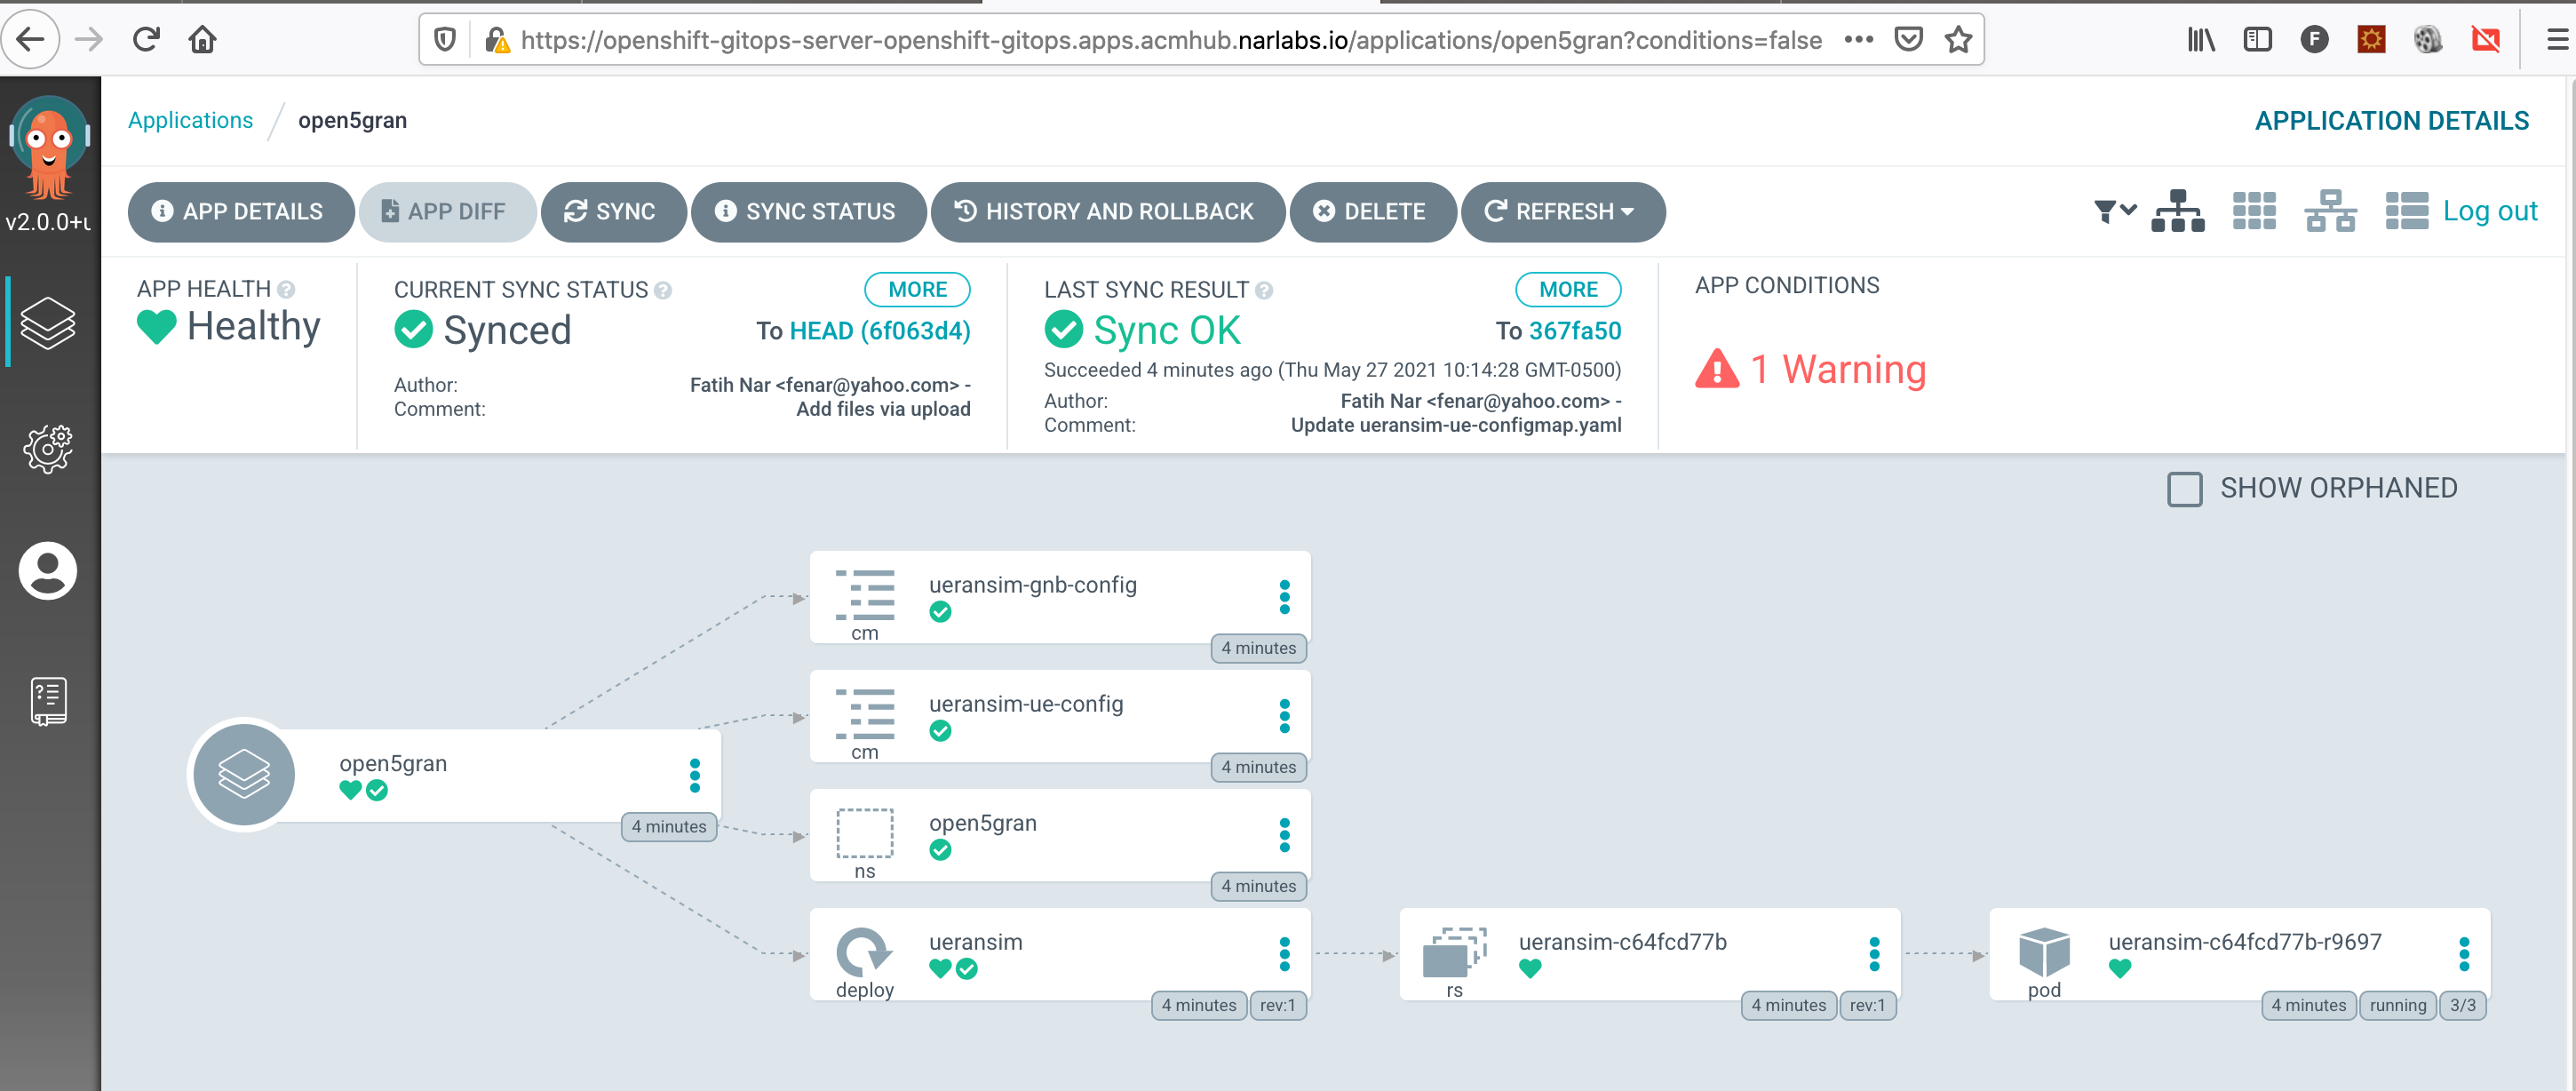 https://openshift-gitops-server-openshift-gitops.apps.acmhub.narlabs.io/applications/open5gran?conditions=false
F
Applications / open5gran
APPLICATION DETAILS
v2.0.0+u
APP DETAILS
APP DIFF
SYNC
SYNC STATUS
HISTORY AND ROLLBACK
DELETE
REFRESH
Log out
APP HEALTH
Healthy
CURRENT SYNC STATUS
MORE
Synced
To HEAD (6f063d4)
Author: Fatih Nar <fenar@yahoo.com> -
Comment: Add files via upload
LAST SYNC RESULT
MORE
Sync OK
To 367fa50
Succeeded 4 minutes ago (Thu May 27 2021 10:14:28 GMT-0500)
Author: Fatih Nar <fenar@yahoo.com> -
Comment: Update ueransim-ue-configmap.yaml
APP CONDITIONS
1 Warning
SHOW ORPHANED
open5gran
4 minutes
ueransim-gnb-config
cm
4 minutes
ueransim-ue-config
cm
4 minutes
open5gran
ns
4 minutes
ueransim
deploy
4 minutes
rev:1
ueransim-c64fcd77b
rs
4 minutes
rev:1
ueransim-c64fcd77b-r9697
pod
4 minutes
running
3/3